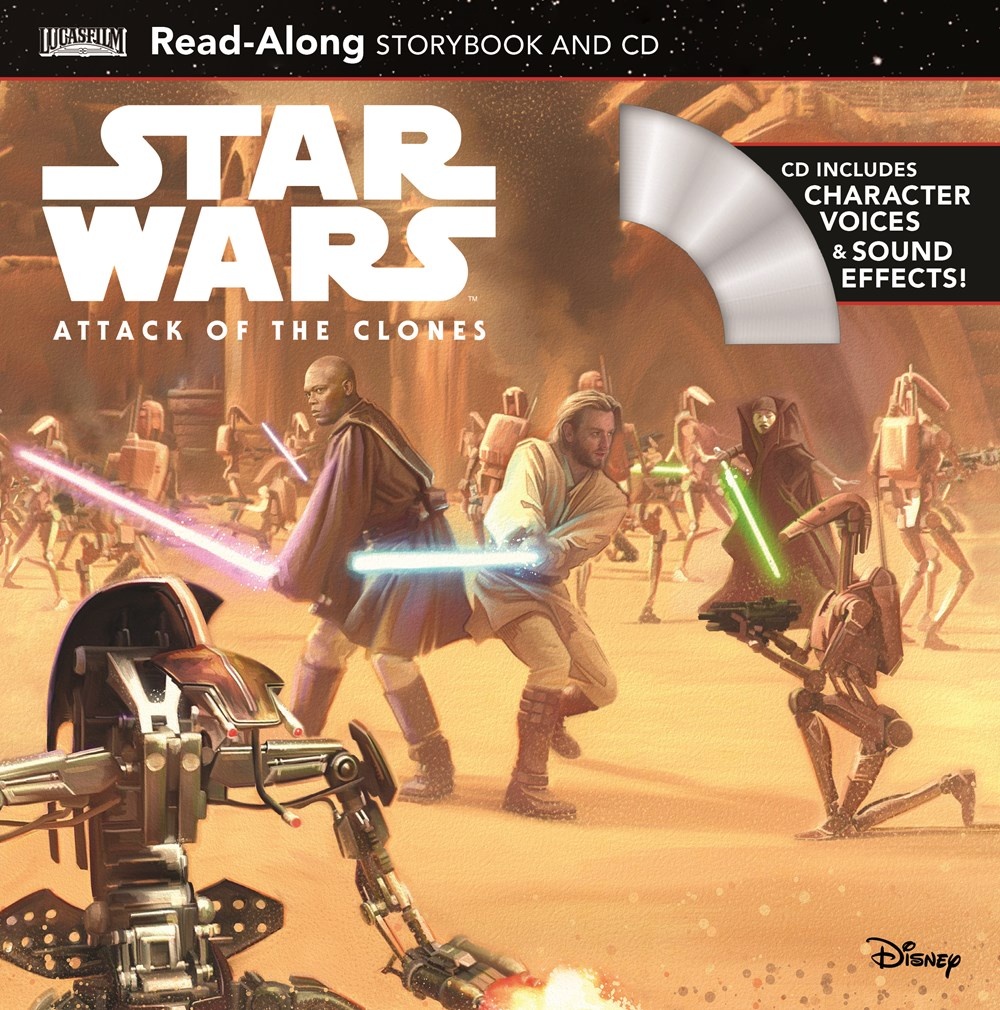 LUCASFILM
Read-Along STORYBOOK AND CD
STAR
WARS
™
ATTACK OF THE CLONES
CD INCLUDES
CHARACTER
VOICES
& SOUND
EFFECTS!
Disney